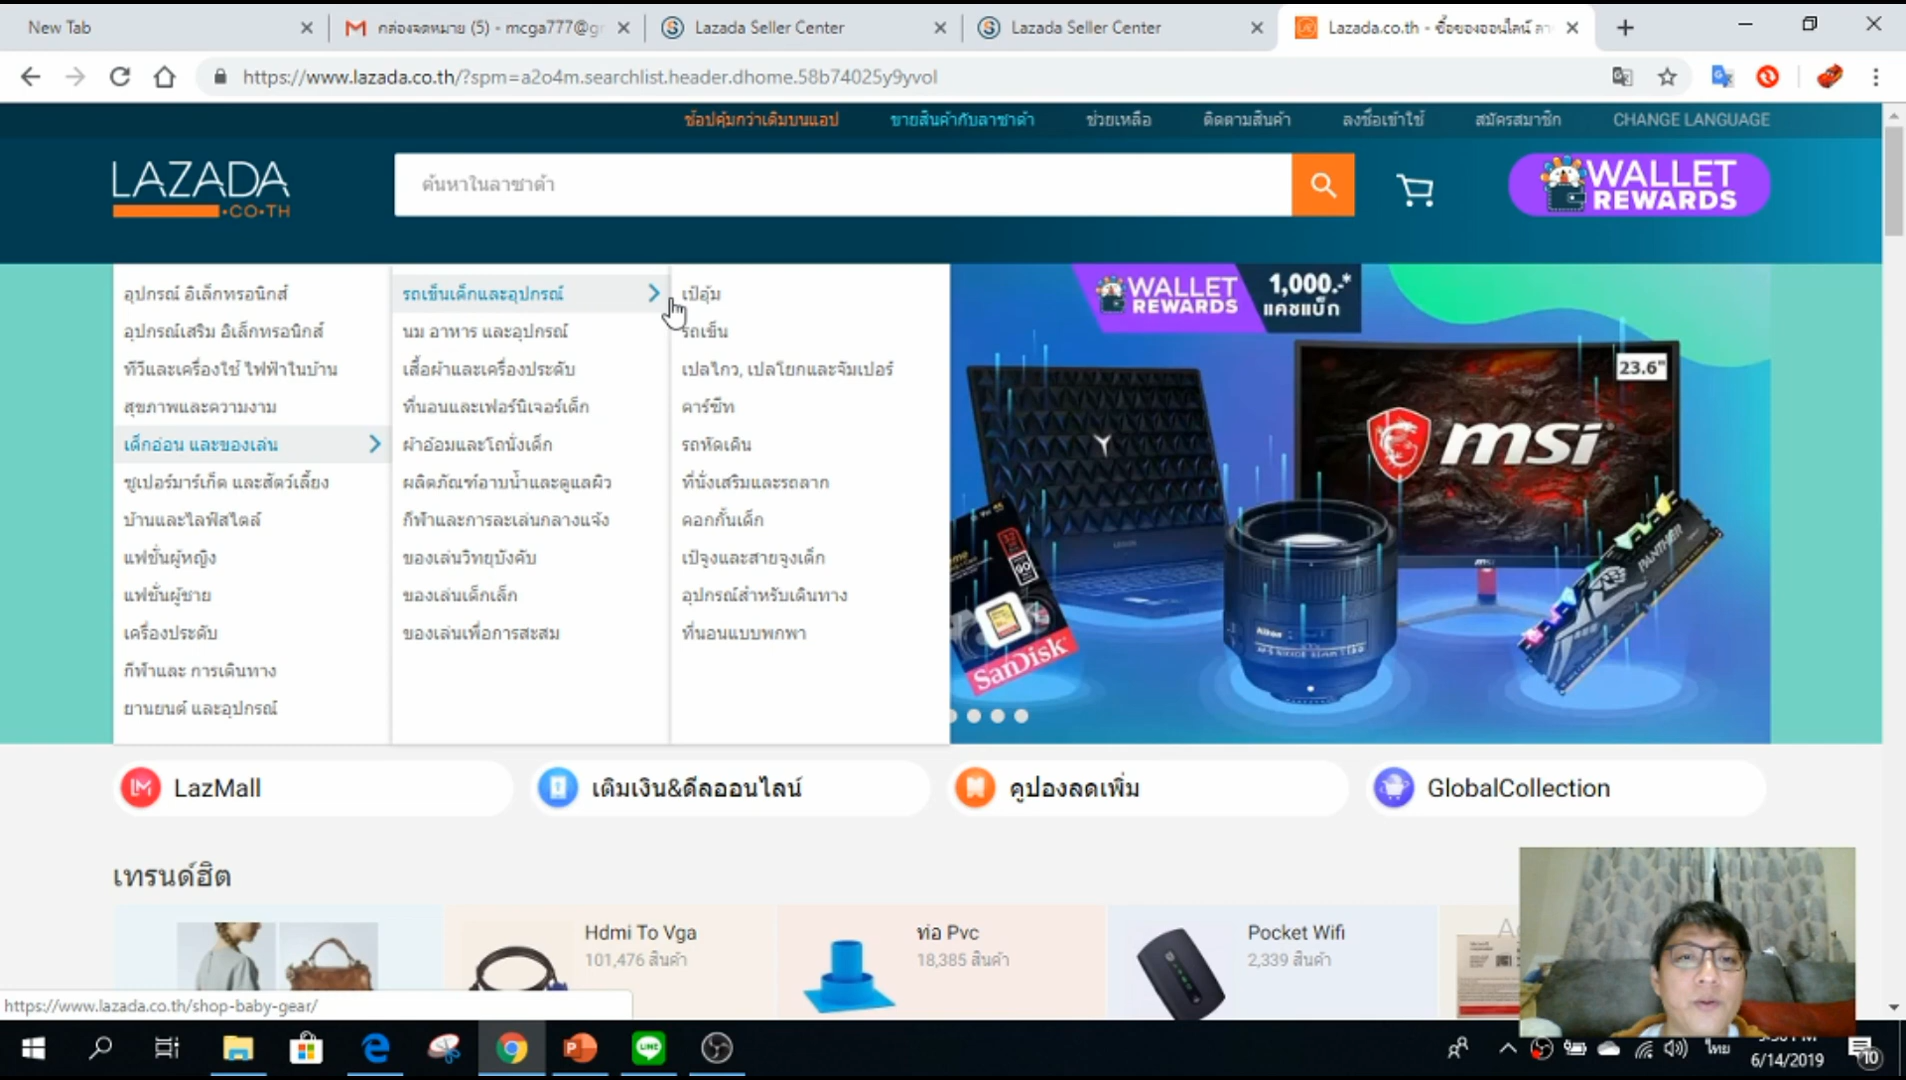 New Tab
กล่องจดหมาย (5) - mcga777@gr
Lazada Seller Center
Lazada Seller Center
Lazada.co.th - ซื้อของออนไลน์ ลา
https://www.lazada.co.th/?spm=a2o4m.searchlist.header.dhome.58b74025y9yvol
ช้อปคุ้มกว่าเดิมบนแอป
ขายสินค้ากับลาซาด้า
ช่วยเหลือ
ติดตามสินค้า
ลงชื่อเข้าใช้
สมัครสมาชิก
CHANGE LANGUAGE
LAZADA
.CO.TH
ค้นหาในลาซาด้า
WALLET
REWARDS
อุปกรณ์ อิเล็กทรอนิกส์
อุปกรณ์เสริม อิเล็กทรอนิกส์
ทีวีและเครื่องใช้ ไฟฟ้าในบ้าน
สุขภาพและความงาม
เด็กอ่อน และของเล่น
ซูเปอร์มาร์เก็ต และสัตว์เลี้ยง
บ้านและไลฟ์สไตล์
แฟชั่นผู้หญิง
แฟชั่นผู้ชาย
เครื่องประดับ
กีฬาและ การเดินทาง
ยานยนต์ และอุปกรณ์
รถเข็นเด็กและอุปกรณ์
นม อาหาร และอุปกรณ์
เสื้อผ้าและเครื่องประดับ
ที่นอนและเฟอร์นิเจอร์เด็ก
ผ้าอ้อมและโถนั่งเด็ก
ผลิตภัณฑ์อาบน้ำและดูแลผิว
กีฬาและการละเล่นกลางแจ้ง
ของเล่นวิทยุบังคับ
ของเล่นเด็กเล็ก
ของเล่นเพื่อการสะสม
เป้อุ้ม
รถเข็น
เปลไกว, เปลโยกและจัมเปอร์
คาร์ซีท
รถหัดเดิน
ที่นั่งเสริมและรถลาก
คอกกั้นเด็ก
เป้จูงและสายจูงเด็ก
อุปกรณ์สำหรับเดินทาง
ที่นอนแบบพกพา
WALLET
REWARDS
1,000.-*
แคชแบ็ก
23.6"
msi
msi
PANTHER
Nikon
SanDisk
LazMall
เติมเงิน&ดีลออนไลน์
คูปองลดเพิ่ม
GlobalCollection
เทรนด์ฮิต
Hdmi To Vga
101,476 สินค้า
ท่อ Pvc
18,385 สินค้า
Pocket Wifi
2,339 สินค้า
https://www.lazada.co.th/shop-baby-gear/
LINE
ไทย
6/14/2019
10